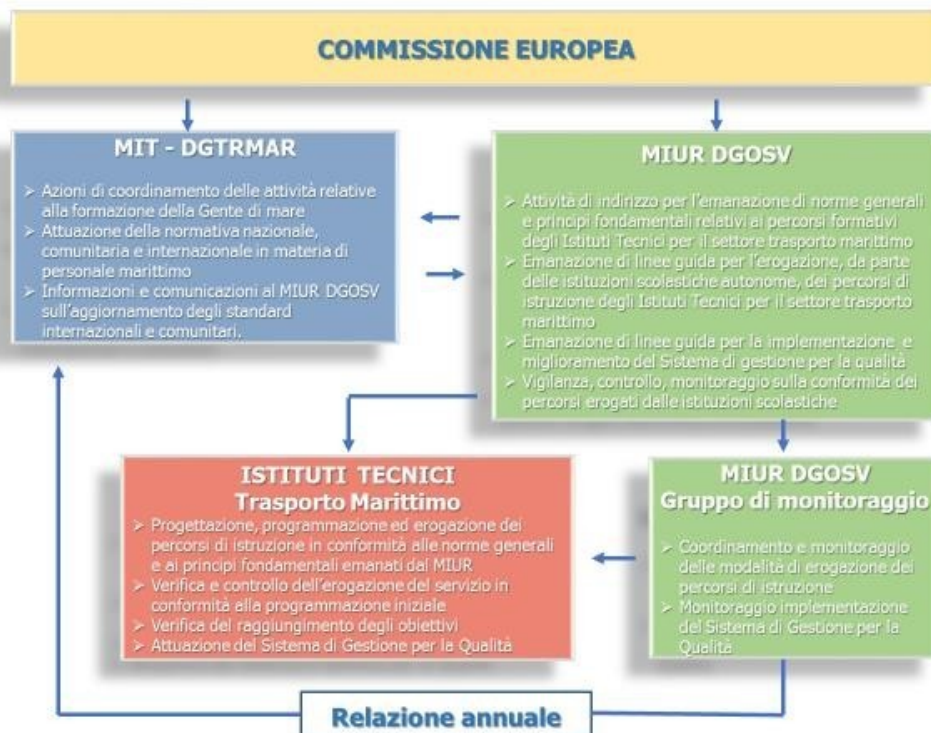 COMMISSIONE EUROPEA
MIT - DGTRMAR
➢ Azioni di coordinamento delle attività relative
alla formazione della Gente di mare
➢ Attuazione della normativa nazionale,
comunitaria e internazionale in materia di
personale marittimo
➢ Informazioni e comunicazioni al MIUR DGOSV
sull'aggiornamento degli standard
internazionali e comunitari.
MIUR DGOSV
➢ Attività di indirizzo per l'emanazione di norme generali
e principi fondamentali relativi ai percorsi formativi
degli Istituti Tecnici per il settore trasporto marittimo
➢ Emanazione di linee guida per l'erogazione, da parte
delle istituzioni scolastiche autonome, dei percorsi di
istruzione degli Istituti Tecnici per il settore trasporto
marittimo
➢ Emanazione di linee guida per la implementazione e
miglioramento del Sistema di gestione per la qualità
➢ Vigilanza, controllo, monitoraggio sulla conformità dei
percorsi erogati dalle istituzioni scolastiche
ISTITUTI TECNICI
Trasporto Marittimo
➢ Progettazione, programmazione ed erogazione dei
percorsi di istruzione in conformità alle norme generali
e ai principi fondamentali emanati dal MIUR
➢ Verifica e controllo dell'erogazione del servizio in
conformità alla programmazione iniziale
➢ Verifica del raggiungimento degli obiettivi
➢ Attuazione del Sistema di Gestione per la Qualità
MIUR DGOSV
Gruppo di monitoraggio
➢ Coordinamento e monitoraggio
delle modalità di erogazione dei
percorsi di istruzione
➢ Monitoraggio implementazione
del Sistema di Gestione per la
Qualità
Relazione annuale